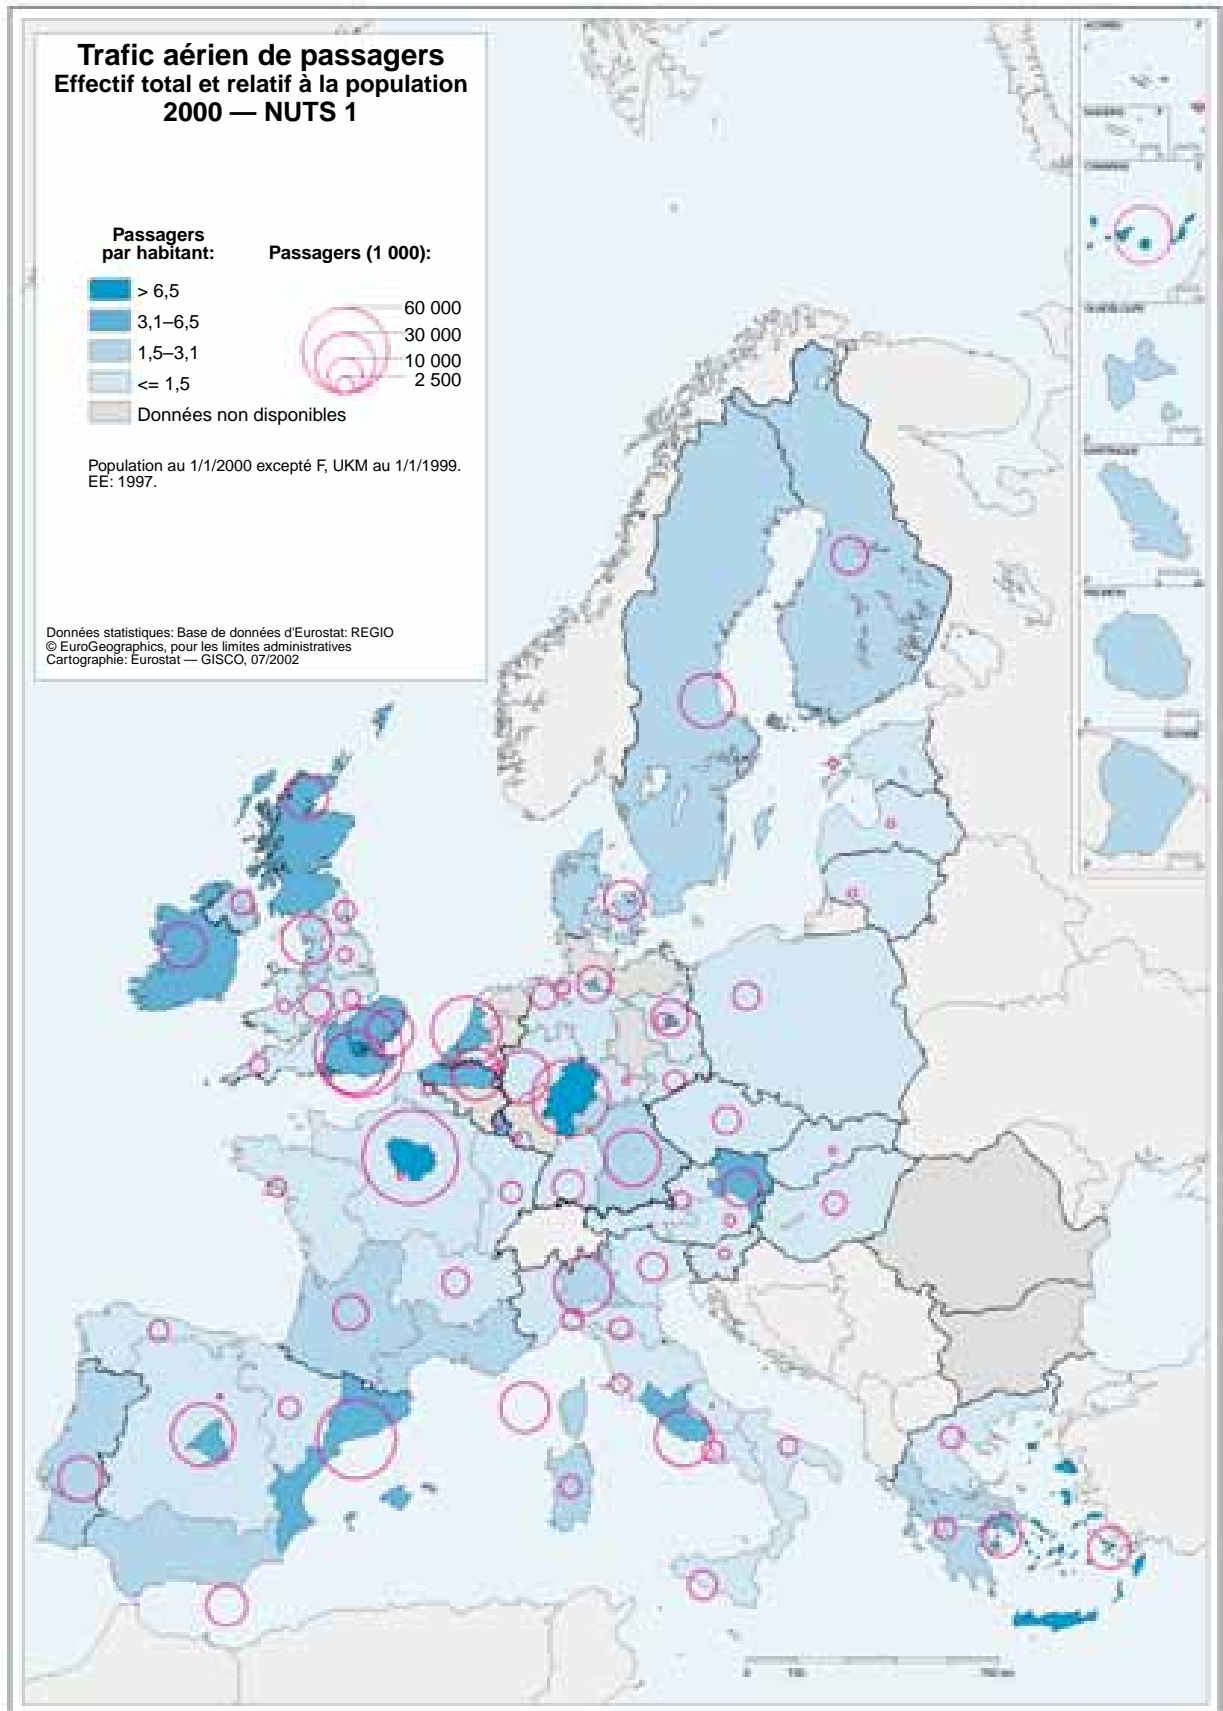 Trafic aérien de passagers
Effectif total et relatif à la population
2000 — NUTS 1
Passagers
par habitant:
> 6,5
3,1–6,5
1,5–3,1
<= 1,5
Données non disponibles
Passagers (1 000):
60 000
30 000
10 000
2 500
Population au 1/1/2000 excepté F, UKM au 1/1/1999.
EE: 1997.
Données statistiques: Base de données d'Eurostat: REGIO
© EuroGeographics, pour les limites administratives
Cartographie: Eurostat — GISCO, 07/2002